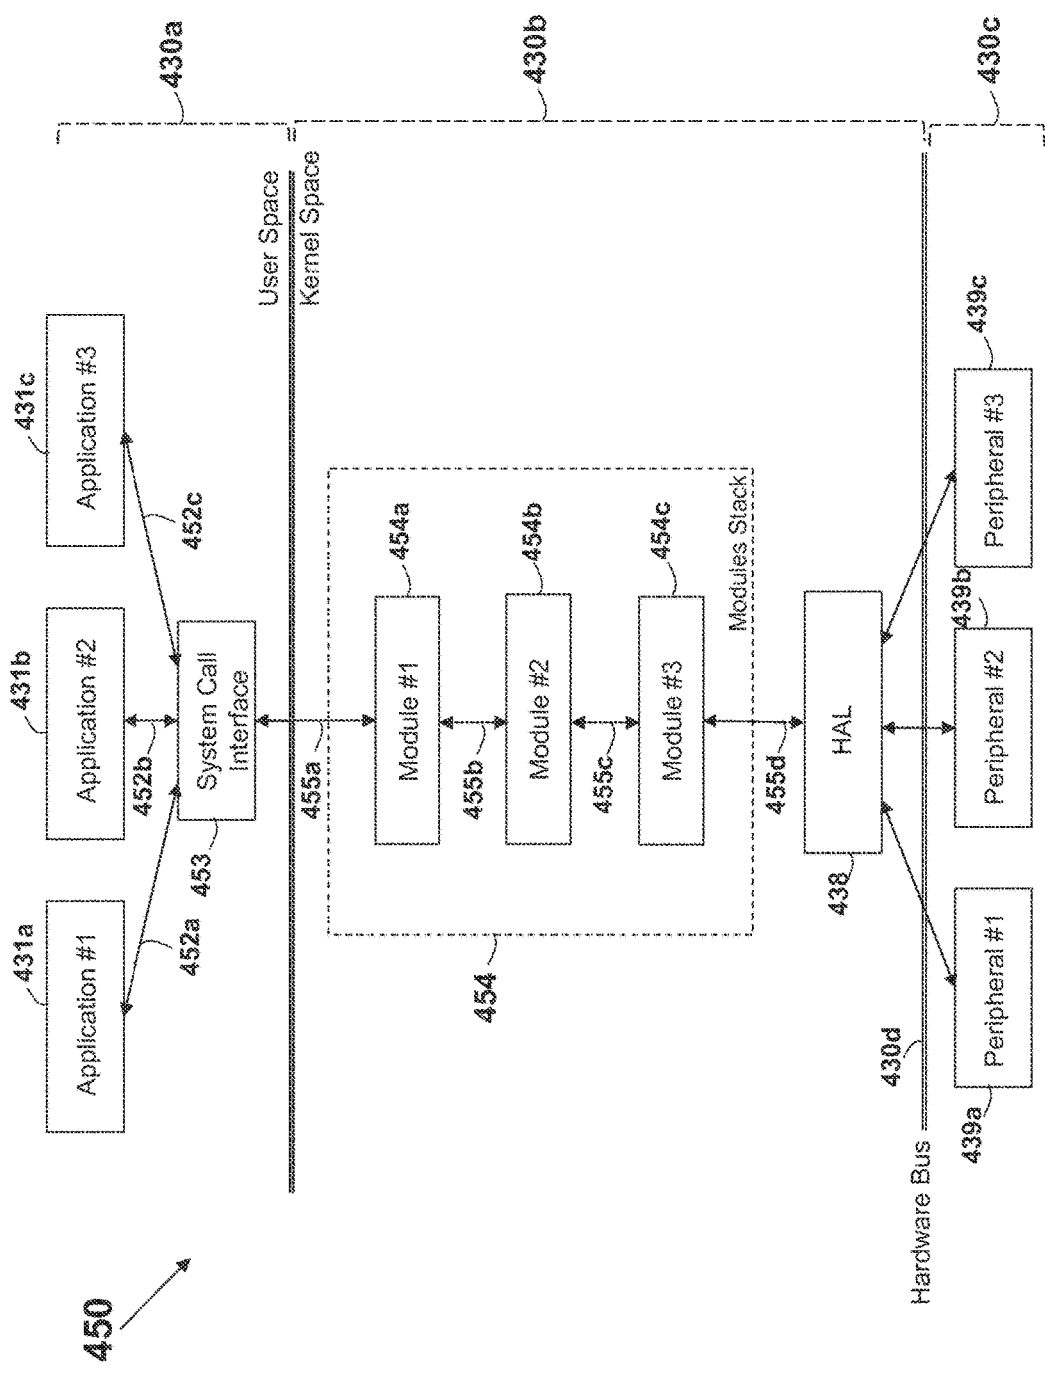 450
430a
430b
430c
431a
Application #1
431b
Application #2
431c
Application #3
452a
452b
452c
453
System Call
Interface
User Space
Kernel Space
455a
454
Module #1
454a
455b
Module #2
454b
455c
Module #3
454c
Modules Stack
455d
438
HAL
Hardware Bus
430d
439a
Peripheral #1
439b
Peripheral #2
439c
Peripheral #3